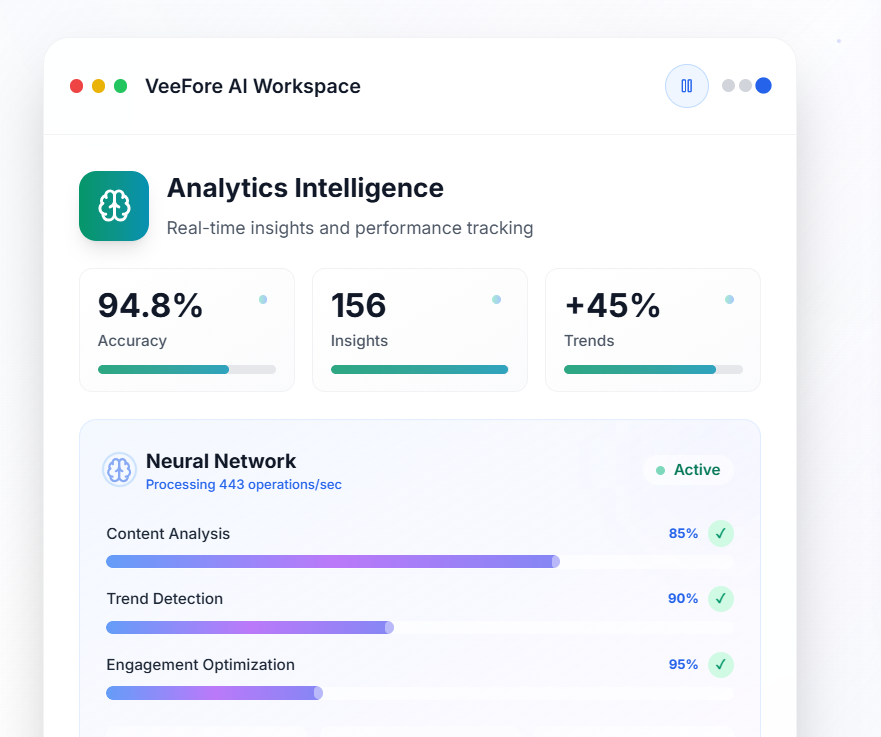 VeeFore AI Workspace
Analytics Intelligence
Real-time insights and performance tracking
94.8%
Accuracy
156
Insights
+45%
Trends
Neural Network
Processing 443 operations/sec
Active
Content Analysis
85% ✓
Trend Detection
90% ✓
Engagement Optimization
95% ✓